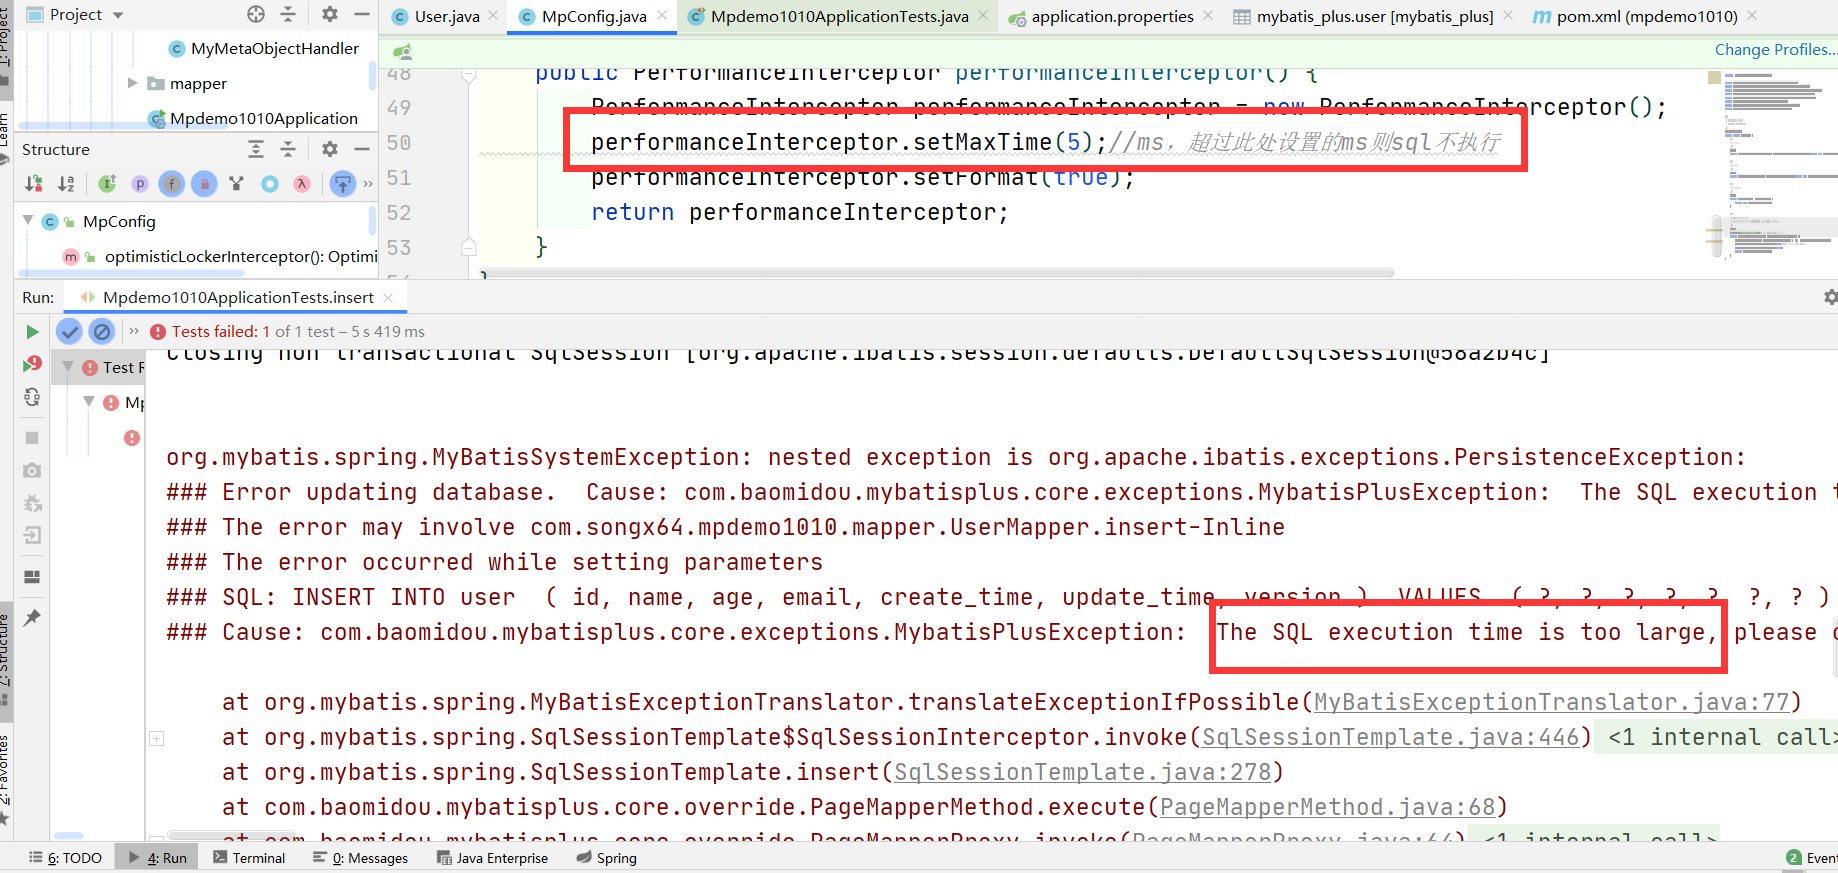 1: Project
Project
User.java
MpConfig.java
Mpdemo1010ApplicationTests.java
application.properties
mybatis_plus.user [mybatis_plus]
pom.xml (mpdemo1010)
MyMetaObjectHandler
mapper
Mpdemo1010Application
Learn
Change Profiles...
48 public PerformanceInterceptor performanceInterceptor() {
49 PerformanceInterceptor performanceInterceptor = new PerformanceInterceptor();
50 performanceInterceptor.setMaxTime(5);//ms，超过此处设置的ms则sql不执行
51 performanceInterceptor.setFormat(true);
52 return performanceInterceptor;
53 }
54 }
Structure
MpConfig
optimisticLockerInterceptor(): Optimi
Run:
Mpdemo1010ApplicationTests.insert
Tests failed: 1 of 1 test – 5 s 419 ms
Test R
Closing non transactional SqlSession [org.apache.ibatis.session.defaults.DefaultSqlSession@58a2b4c]
org.mybatis.spring.MyBatisSystemException: nested exception is org.apache.ibatis.exceptions.PersistenceException:
### Error updating database.  Cause: com.baomidou.mybatisplus.core.exceptions.MybatisPlusException:  The SQL execution t
### The error may involve com.songx64.mpdemo1010.mapper.UserMapper.insert-Inline
### The error occurred while setting parameters
### SQL: INSERT INTO user  ( id, name, age, email, create_time, update_time, version )  VALUES  ( ?, ?, ?, ?, ?, ?, ? )
### Cause: com.baomidou.mybatisplus.core.exceptions.MybatisPlusException:  The SQL execution time is too large, please o
at org.mybatis.spring.MyBatisExceptionTranslator.translateExceptionIfPossible(MyBatisExceptionTranslator.java:77)
at org.mybatis.spring.SqlSessionTemplate$SqlSessionInterceptor.invoke(SqlSessionTemplate.java:446) <1 internal call>
at org.mybatis.spring.SqlSessionTemplate.insert(SqlSessionTemplate.java:278)
at com.baomidou.mybatisplus.core.override.PageMapperMethod.execute(PageMapperMethod.java:68)
at com.baomidou.mybatisplus.core.override.PageMapperProxy.invoke(PageMapperProxy.java:64) <1 internal call>
7: Structure
2: Favorites
6: TODO
4: Run
Terminal
0: Messages
Java Enterprise
Spring
2 Event